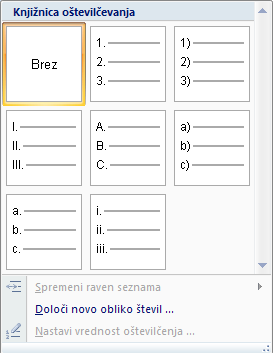 Knjižnica oštevilčevanja
Brez
1.
2.
3.
1)
2)
3)
I.
II.
III.
A.
B.
C.
a)
b)
c)
a.
b.
c.
i.
ii.
iii.
Spremeni raven seznama
Določi novo obliko števil ...
Nastavi vrednost oštevilčenja ...